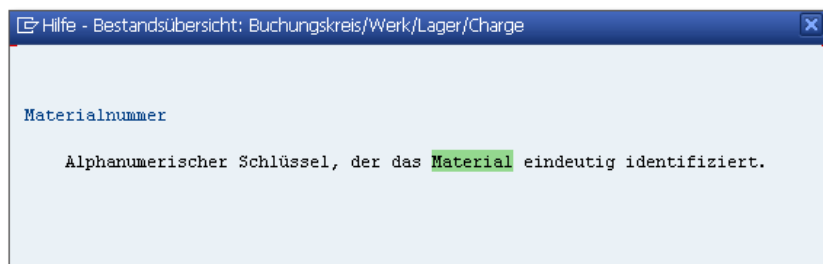 Hilfe - Bestandsübersicht: Buchungskreis/Werk/Lager/Charge
Materialnummer
Alphanumerischer Schlüssel, der das Material eindeutig identifiziert.